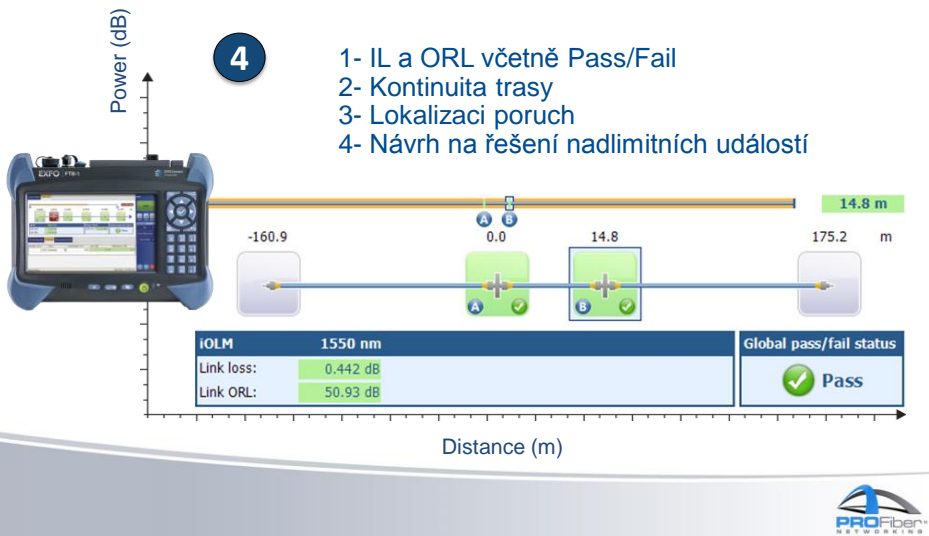 Power (dB)
4
1- IL a ORL včetně Pass/Fail
2- Kontinuita trasy
3- Lokalizaci poruch
4- Návrh na řešení nadlimitních událostí
EXFO FTB-1
14.8 m
A B
-160.9 0.0 14.8 175.2 m
A B
iOLM 1550 nm Global pass/fail status
Link loss: 0.442 dB
Pass
Link ORL: 50.93 dB
Distance (m)
PROFiber
NETWORKING